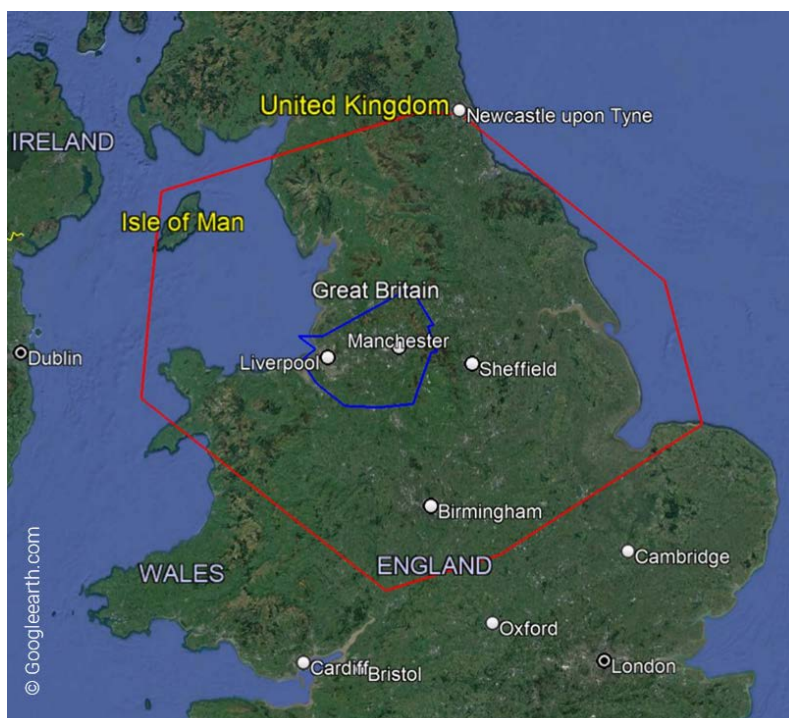 United Kingdom
Newcastle upon Tyne
IRELAND
Isle of Man
Great Britain
Manchester
Dublin
Liverpool
Sheffield
Birmingham
WALES
ENGLAND
Cambridge
Oxford
Cardiff
Bristol
London
© Googleearth.com